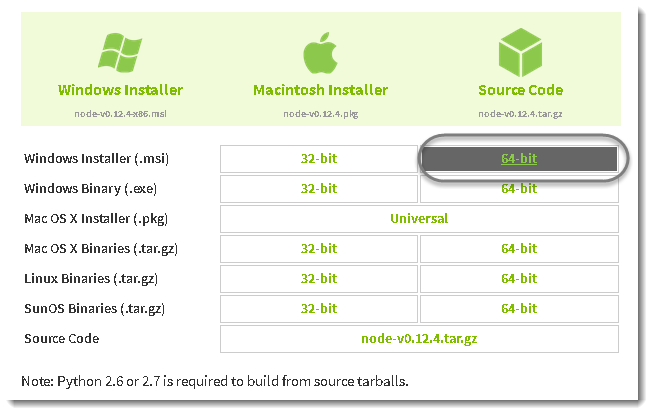 Windows Installer Macintosh Installer Source Code
node-v0.12.4-x86.msi node-v0.12.4.pkg node-v0.12.4.tar.gz
Windows Installer (.msi) 32-bit 64-bit
Windows Binary (.exe) 32-bit 64-bit
Mac OS X Installer (.pkg) Universal
Mac OS X Binaries (.tar.gz) 32-bit 64-bit
Linux Binaries (.tar.gz) 32-bit 64-bit
SunOS Binaries (.tar.gz) 32-bit 64-bit
Source Code node-v0.12.4.tar.gz
Note: Python 2.6 or 2.7 is required to build from source tarballs.